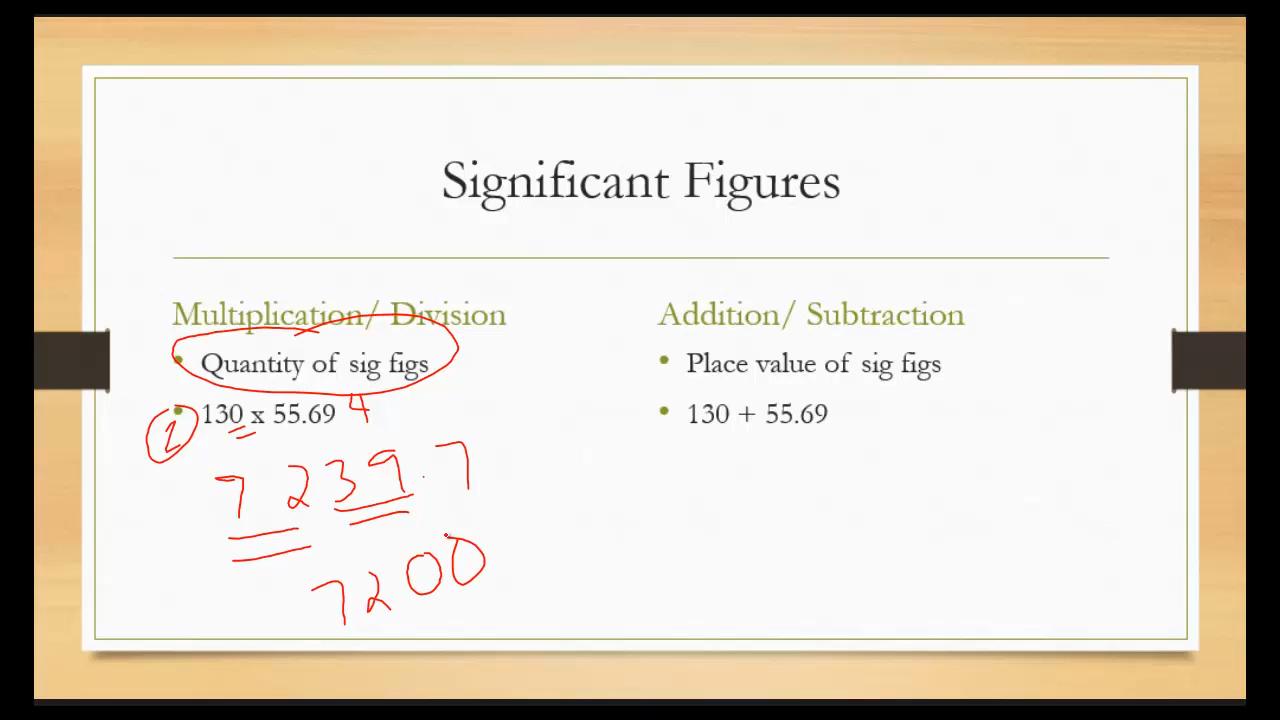 Significant Figures
Multiplication/ Division
Quantity of sig figs
2 130 x 55.69 4
7239.7
7200
Addition/ Subtraction
Place value of sig figs
130 + 55.69